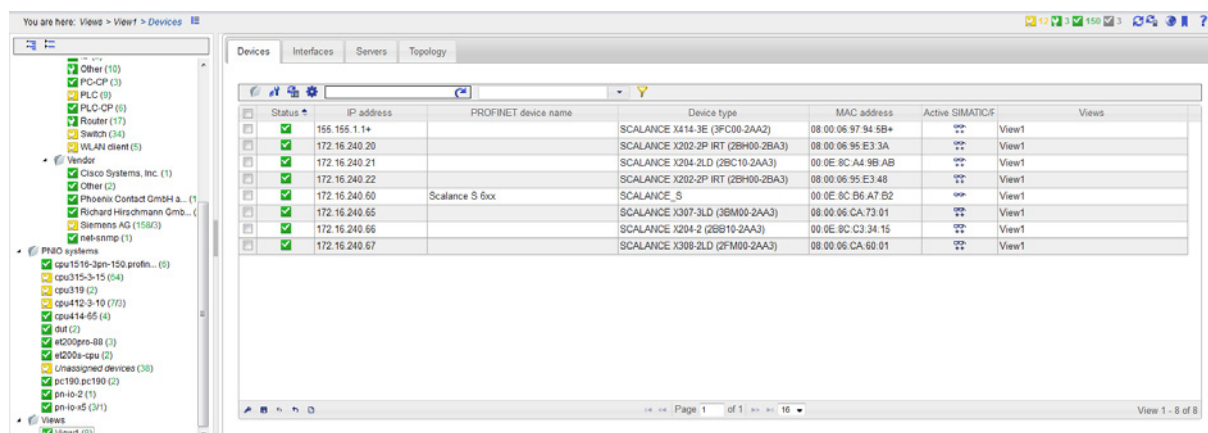 You are here: Views > View1 > Devices
12 3 150 3 ?
Other (10)
PC-CP (3)
PLC (9)
PLC-CP (6)
Router (17)
Switch (34)
WLAN client (5)
Vendor
Cisco Systems, Inc. (1)
Other (2)
Phoenix Contact GmbH a... (1
Richard Hirschmann Gmb... (
Siemens AG (158/3)
net-snmp (1)
PNIO systems
cpu1516-3pn-150.profin... (6)
cpu315-3-15 (54)
cpu319 (2)
cpu412-3-10 (7/3)
cpu414-65 (4)
dut (2)
et200pro-88 (3)
et200s-cpu (2)
Unassigned devices (38)
pc190.pc190 (2)
pn-io-2 (1)
pn-io-x5 (3/1)
Views
View1 (8)
Devices Interfaces Servers Topology
Status IP address PROFINET device name Device type MAC address Active SIMATIC/F Views
155.155.1.1+ SCALANCE X414-3E (3FC00-2AA2) 08:00:06:97:94:5B+ View1
172.16.240.20 SCALANCE X202-2P IRT (2BH00-2BA3) 08:00:06:95:E3:3A View1
172.16.240.21 SCALANCE X204-2LD (2BC10-2AA3) 00:0E:8C:A4:9B:AB View1
172.16.240.22 SCALANCE X202-2P IRT (2BH00-2BA3) 08:00:06:95:E3:48 View1
172.16.240.60 Scalance S 6xx SCALANCE_S 00:0E:8C:B6:A7:B2 View1
172.16.240.65 SCALANCE X307-3LD (3BM00-2AA3) 08:00:06:CA:73:01 View1
172.16.240.66 SCALANCE X204-2 (2BB10-2AA3) 00:0E:8C:C3:34:15 View1
172.16.240.67 SCALANCE X308-2LD (2FM00-2AA3) 08:00:06:CA:60:01 View1
Page 1 of 1 16 View 1 - 8 of 8